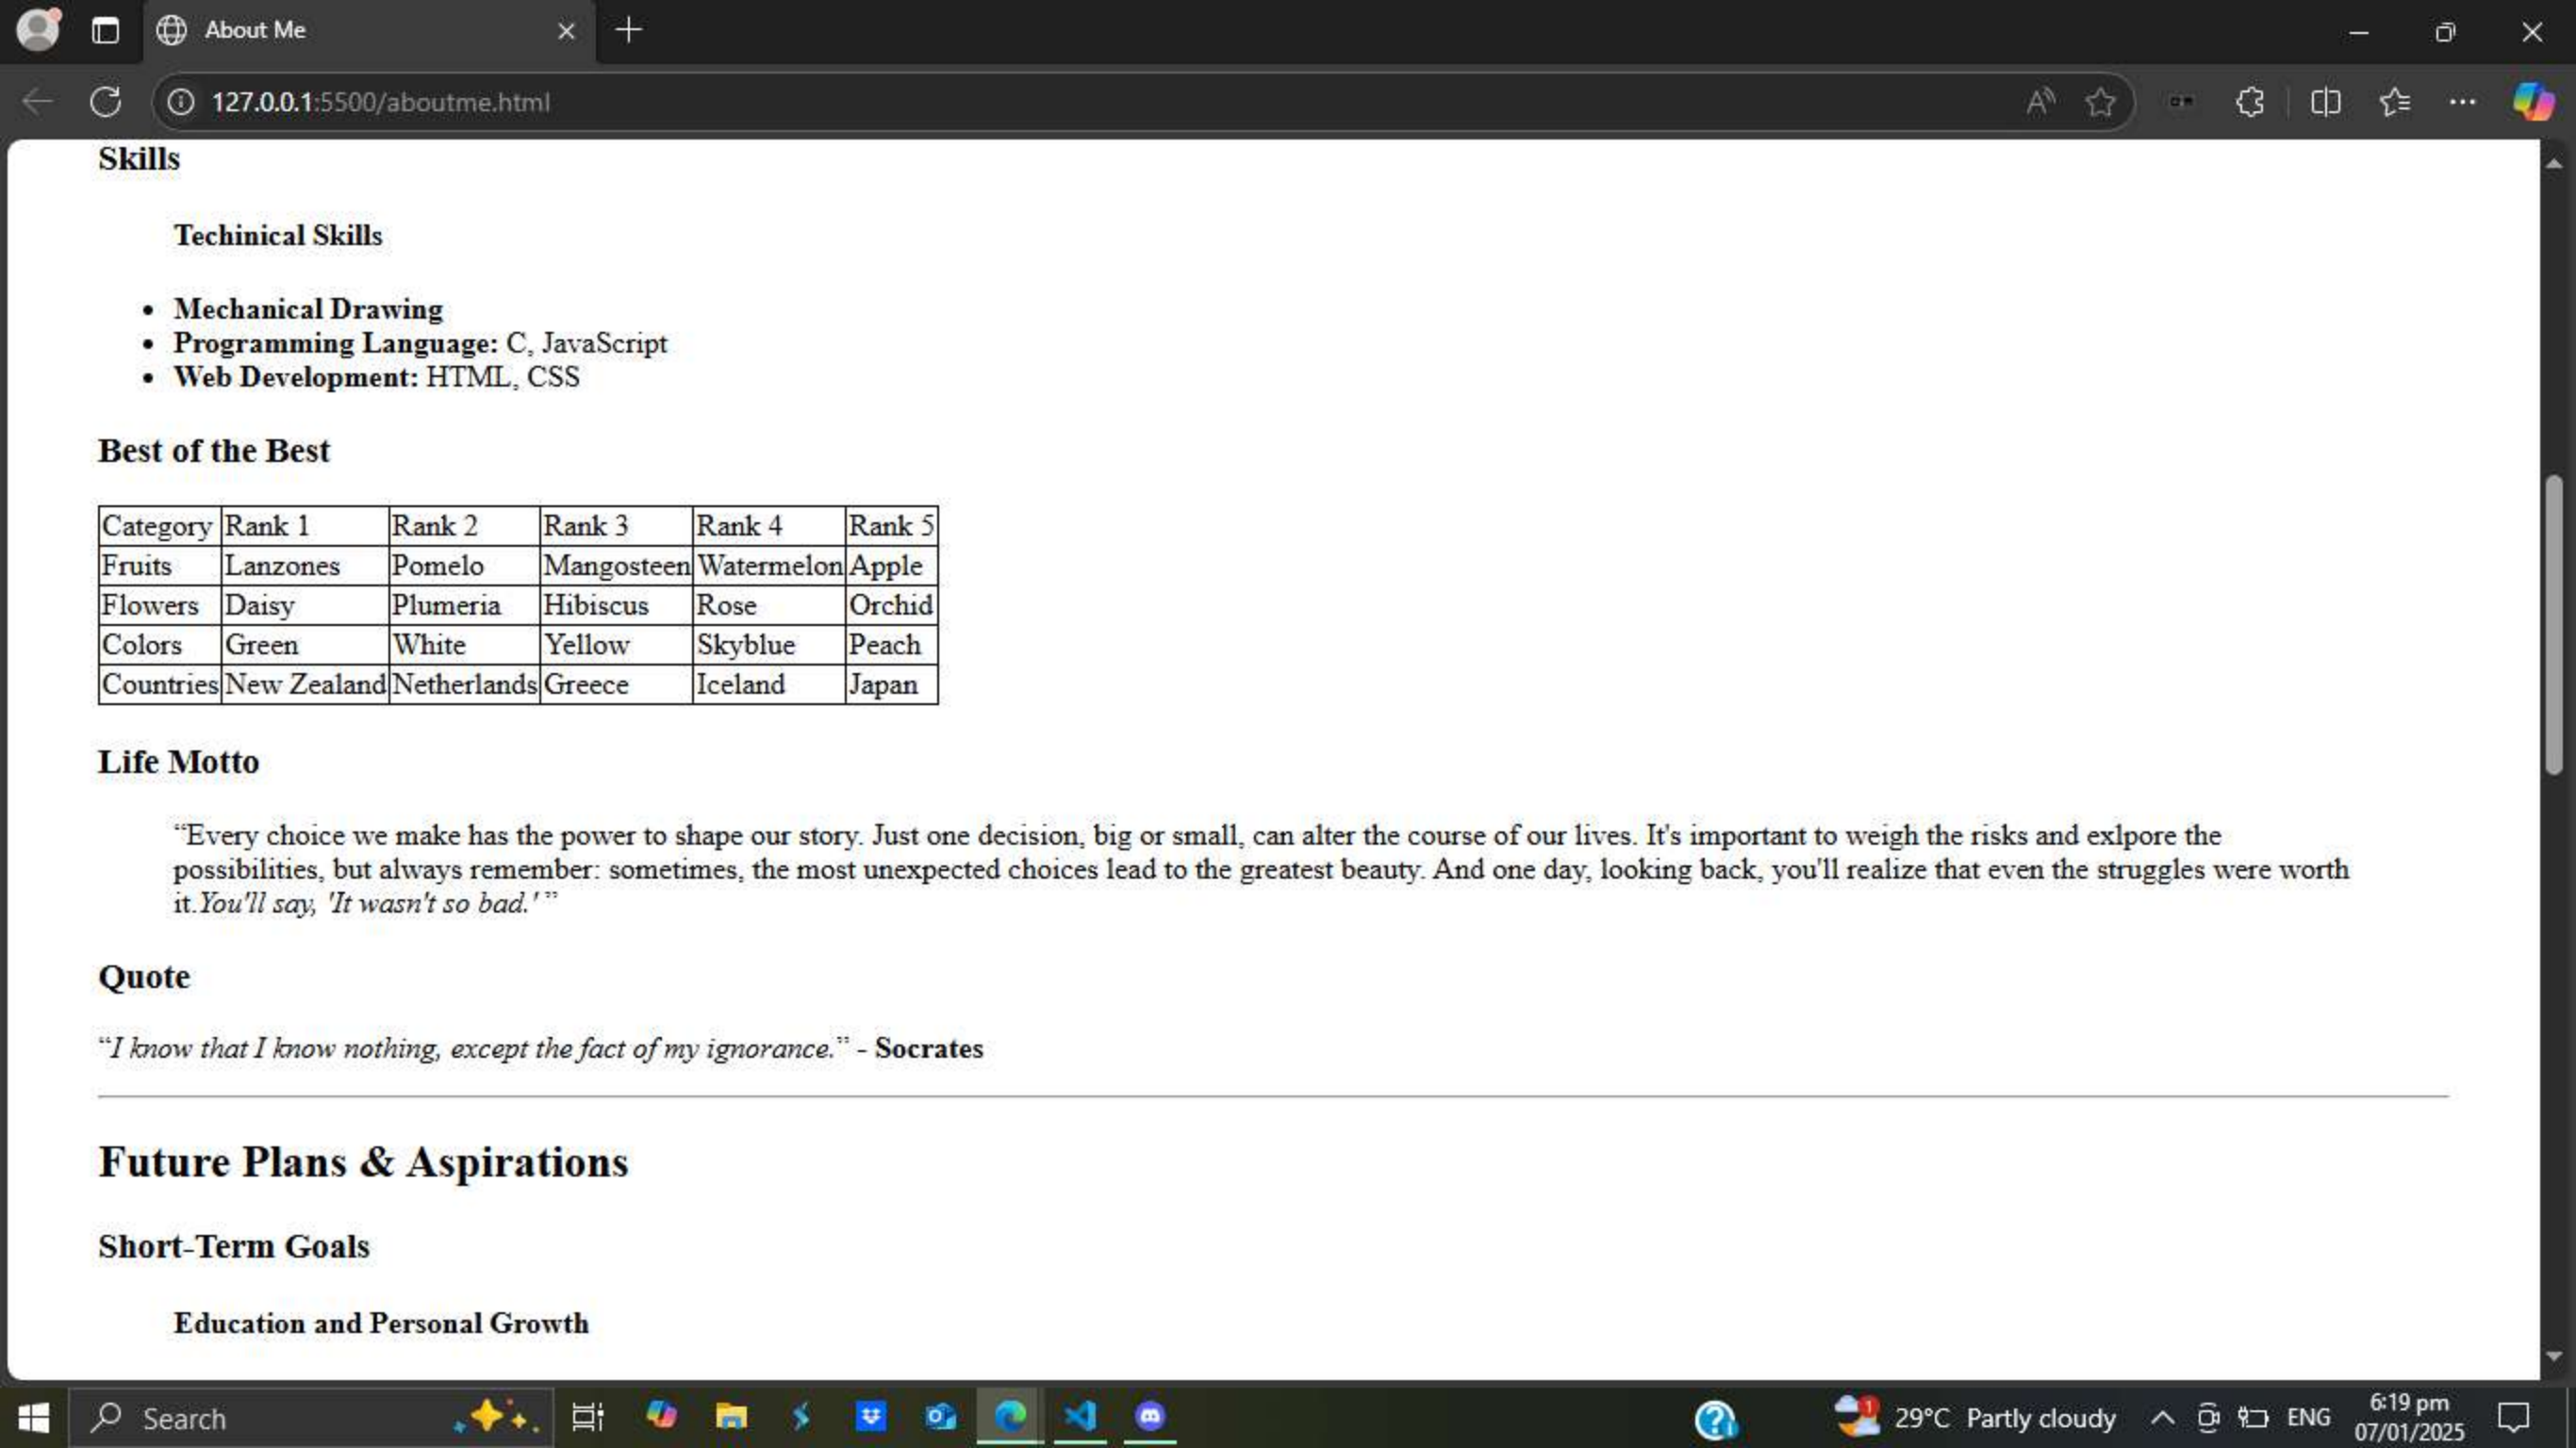 About Me
127.0.0.1:5500/aboutme.html
Skills
Techinical Skills
• Mechanical Drawing
• Programming Language: C, JavaScript
• Web Development: HTML, CSS
Best of the Best
Category Rank 1 Rank 2 Rank 3 Rank 4 Rank 5
Fruits Lanzones Pomelo Mangosteen Watermelon Apple
Flowers Daisy Plumeria Hibiscus Rose Orchid
Colors Green White Yellow Skyblue Peach
Countries New Zealand Netherlands Greece Iceland Japan
Life Motto
“Every choice we make has the power to shape our story. Just one decision, big or small, can alter the course of our lives. It's important to weigh the risks and exlpore the
possibilities, but always remember: sometimes, the most unexpected choices lead to the greatest beauty. And one day, looking back, you'll realize that even the struggles were worth
it.You'll say, 'It wasn't so bad.' ”
Quote
“I know that I know nothing, except the fact of my ignorance.” - Socrates
Future Plans & Aspirations
Short-Term Goals
Education and Personal Growth
Search
1
29°C Partly cloudy
ENG
6:19 pm
07/01/2025